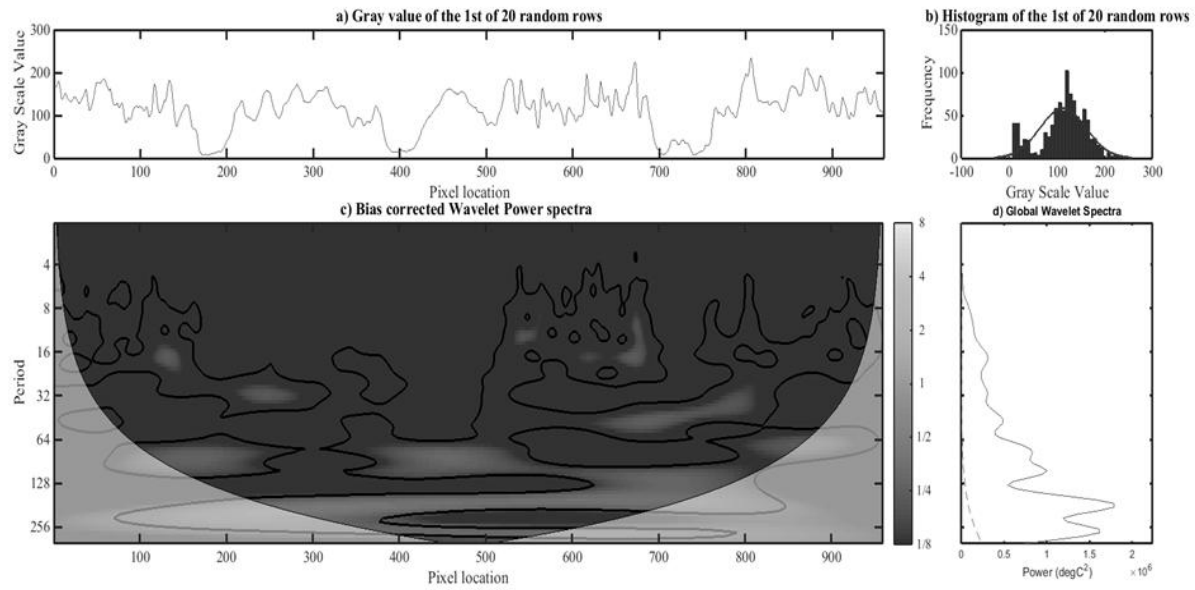 a) Gray value of the 1st of 20 random rows
Gray Scale Value
300
200
100
0
100 200 300 400 500 600 700 800 900
Pixel location
b) Histogram of the 1st of 20 random rows
Frequency
150
100
50
0
-100 0 100 200 300
Gray Scale Value
c) Bias corrected Wavelet Power spectra
Period
4
8
16
32
64
128
256
100 200 300 400 500 600 700 800 900
Pixel location
8
4
2
1
1/2
1/4
1/8
d) Global Wavelet Spectra
0 0.5 1 1.5 2
Power (degC²) ×10⁶